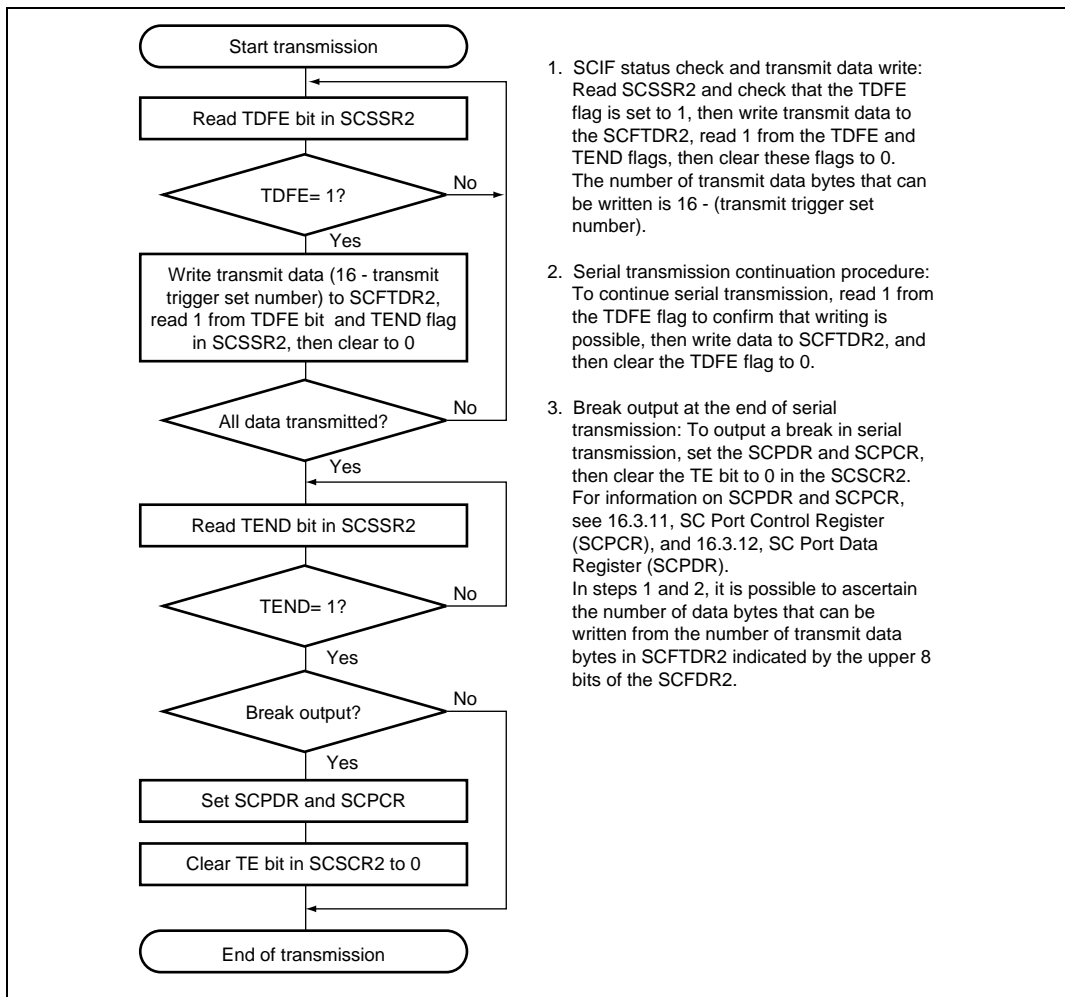 Start transmission
Read TDFE bit in SCSSR2
TDFE= 1?
No
Yes
Write transmit data (16 - transmit
trigger set number) to SCFTDR2,
read 1 from TDFE bit  and TEND flag
in SCSSR2, then clear to 0
All data transmitted?
No
Yes
Read TEND bit in SCSSR2
TEND= 1?
No
Yes
Break output?
No
Yes
Set SCPDR and SCPCR
Clear TE bit in SCSCR2 to 0
End of transmission
1. SCIF status check and transmit data write:
Read SCSSR2 and check that the TDFE
flag is set to 1, then write transmit data to
the SCFTDR2, read 1 from the TDFE and
TEND flags, then clear these flags to 0.
The number of transmit data bytes that can
be written is 16 - (transmit trigger set
number).
2. Serial transmission continuation procedure:
To continue serial transmission, read 1 from
the TDFE flag to confirm that writing is
possible, then write data to SCFTDR2, and
then clear the TDFE flag to 0.
3. Break output at the end of serial
transmission: To output a break in serial
transmission, set the SCPDR and SCPCR,
then clear the TE bit to 0 in the SCSCR2.
For information on SCPDR and SCPCR,
see 16.3.11, SC Port Control Register
(SCPCR), and 16.3.12, SC Port Data
Register (SCPDR).
In steps 1 and 2, it is possible to ascertain
the number of data bytes that can be
written from the number of transmit data
bytes in SCFTDR2 indicated by the upper 8
bits of the SCFDR2.